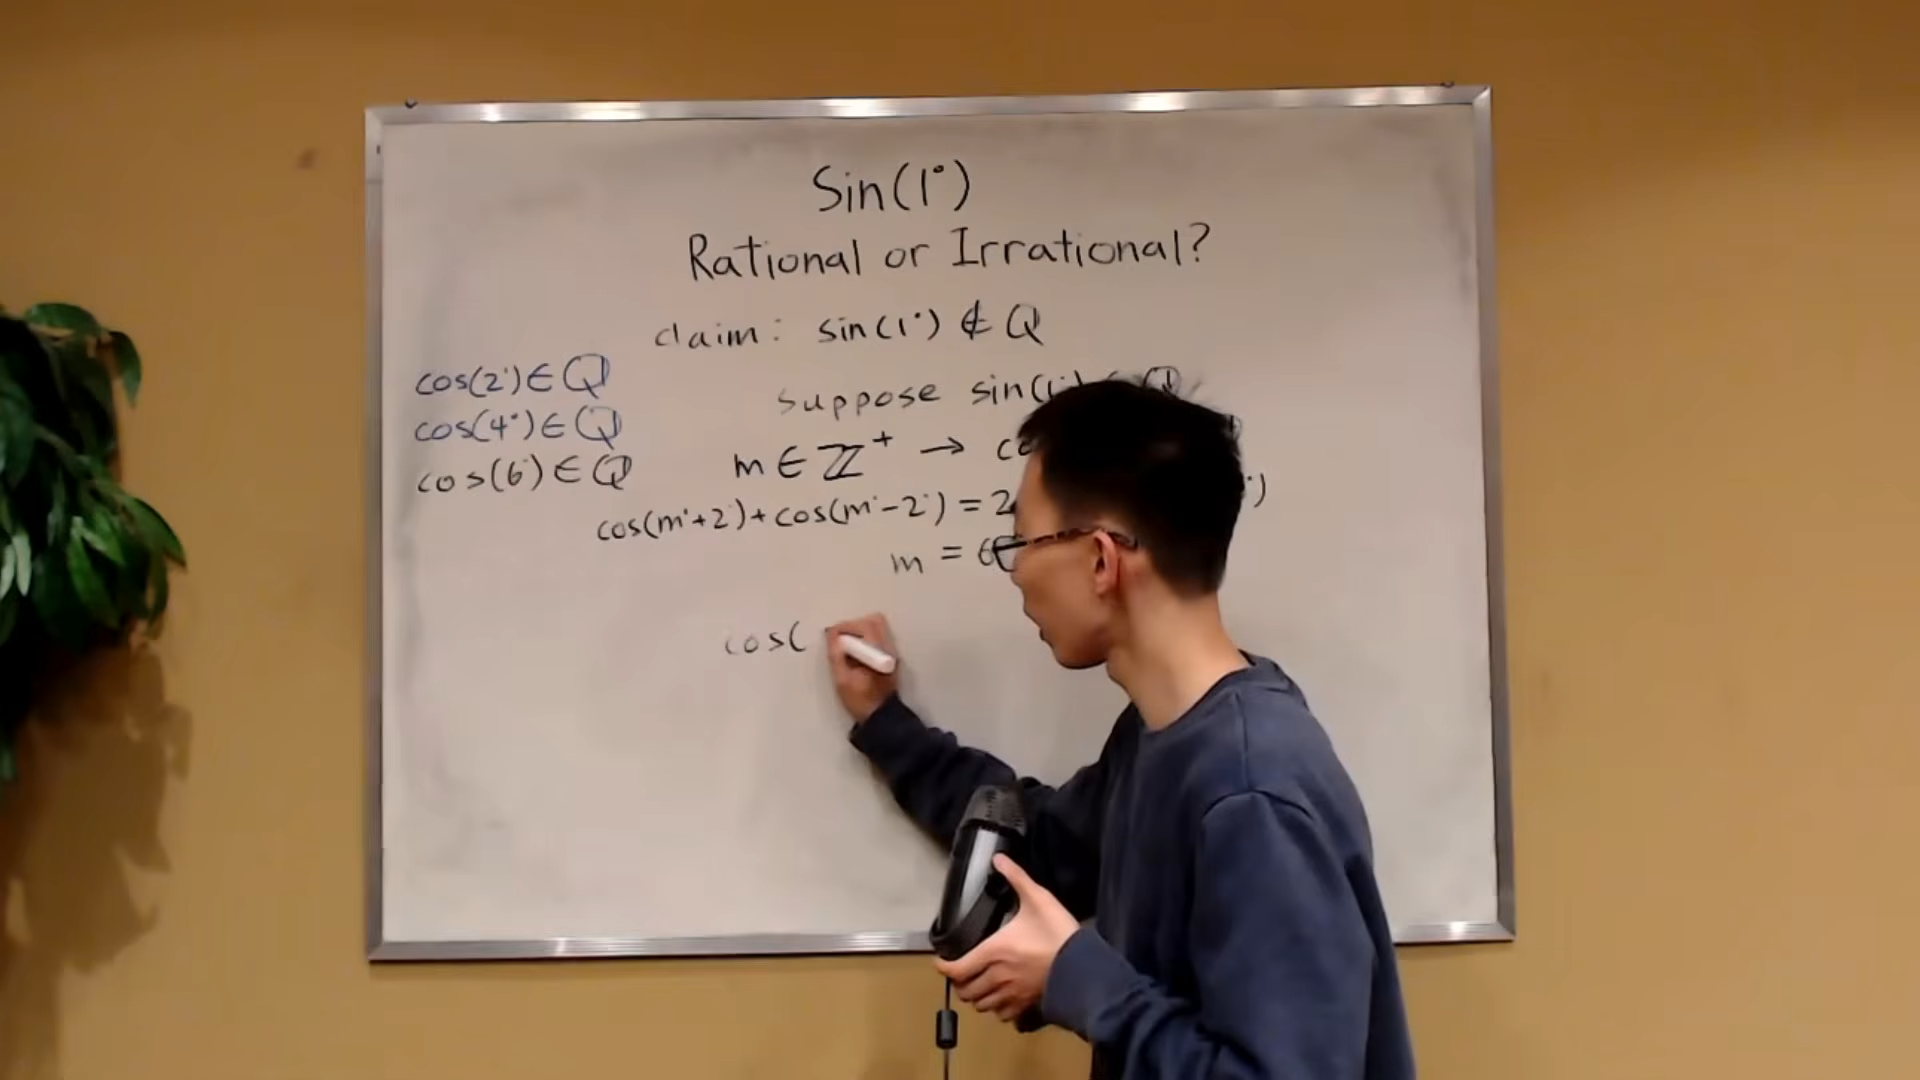 Sin(1°)
Rational or Irrational?
claim: sin(1°) ∉ ℚ
cos(2°) ∈ ℚ
cos(4°) ∈ ℚ
cos(6°) ∈ ℚ
suppose sin(
m ∈ ℤ⁺ →
cos(m°+2°)+cos(m°-2°) = 2
m = 6
cos(